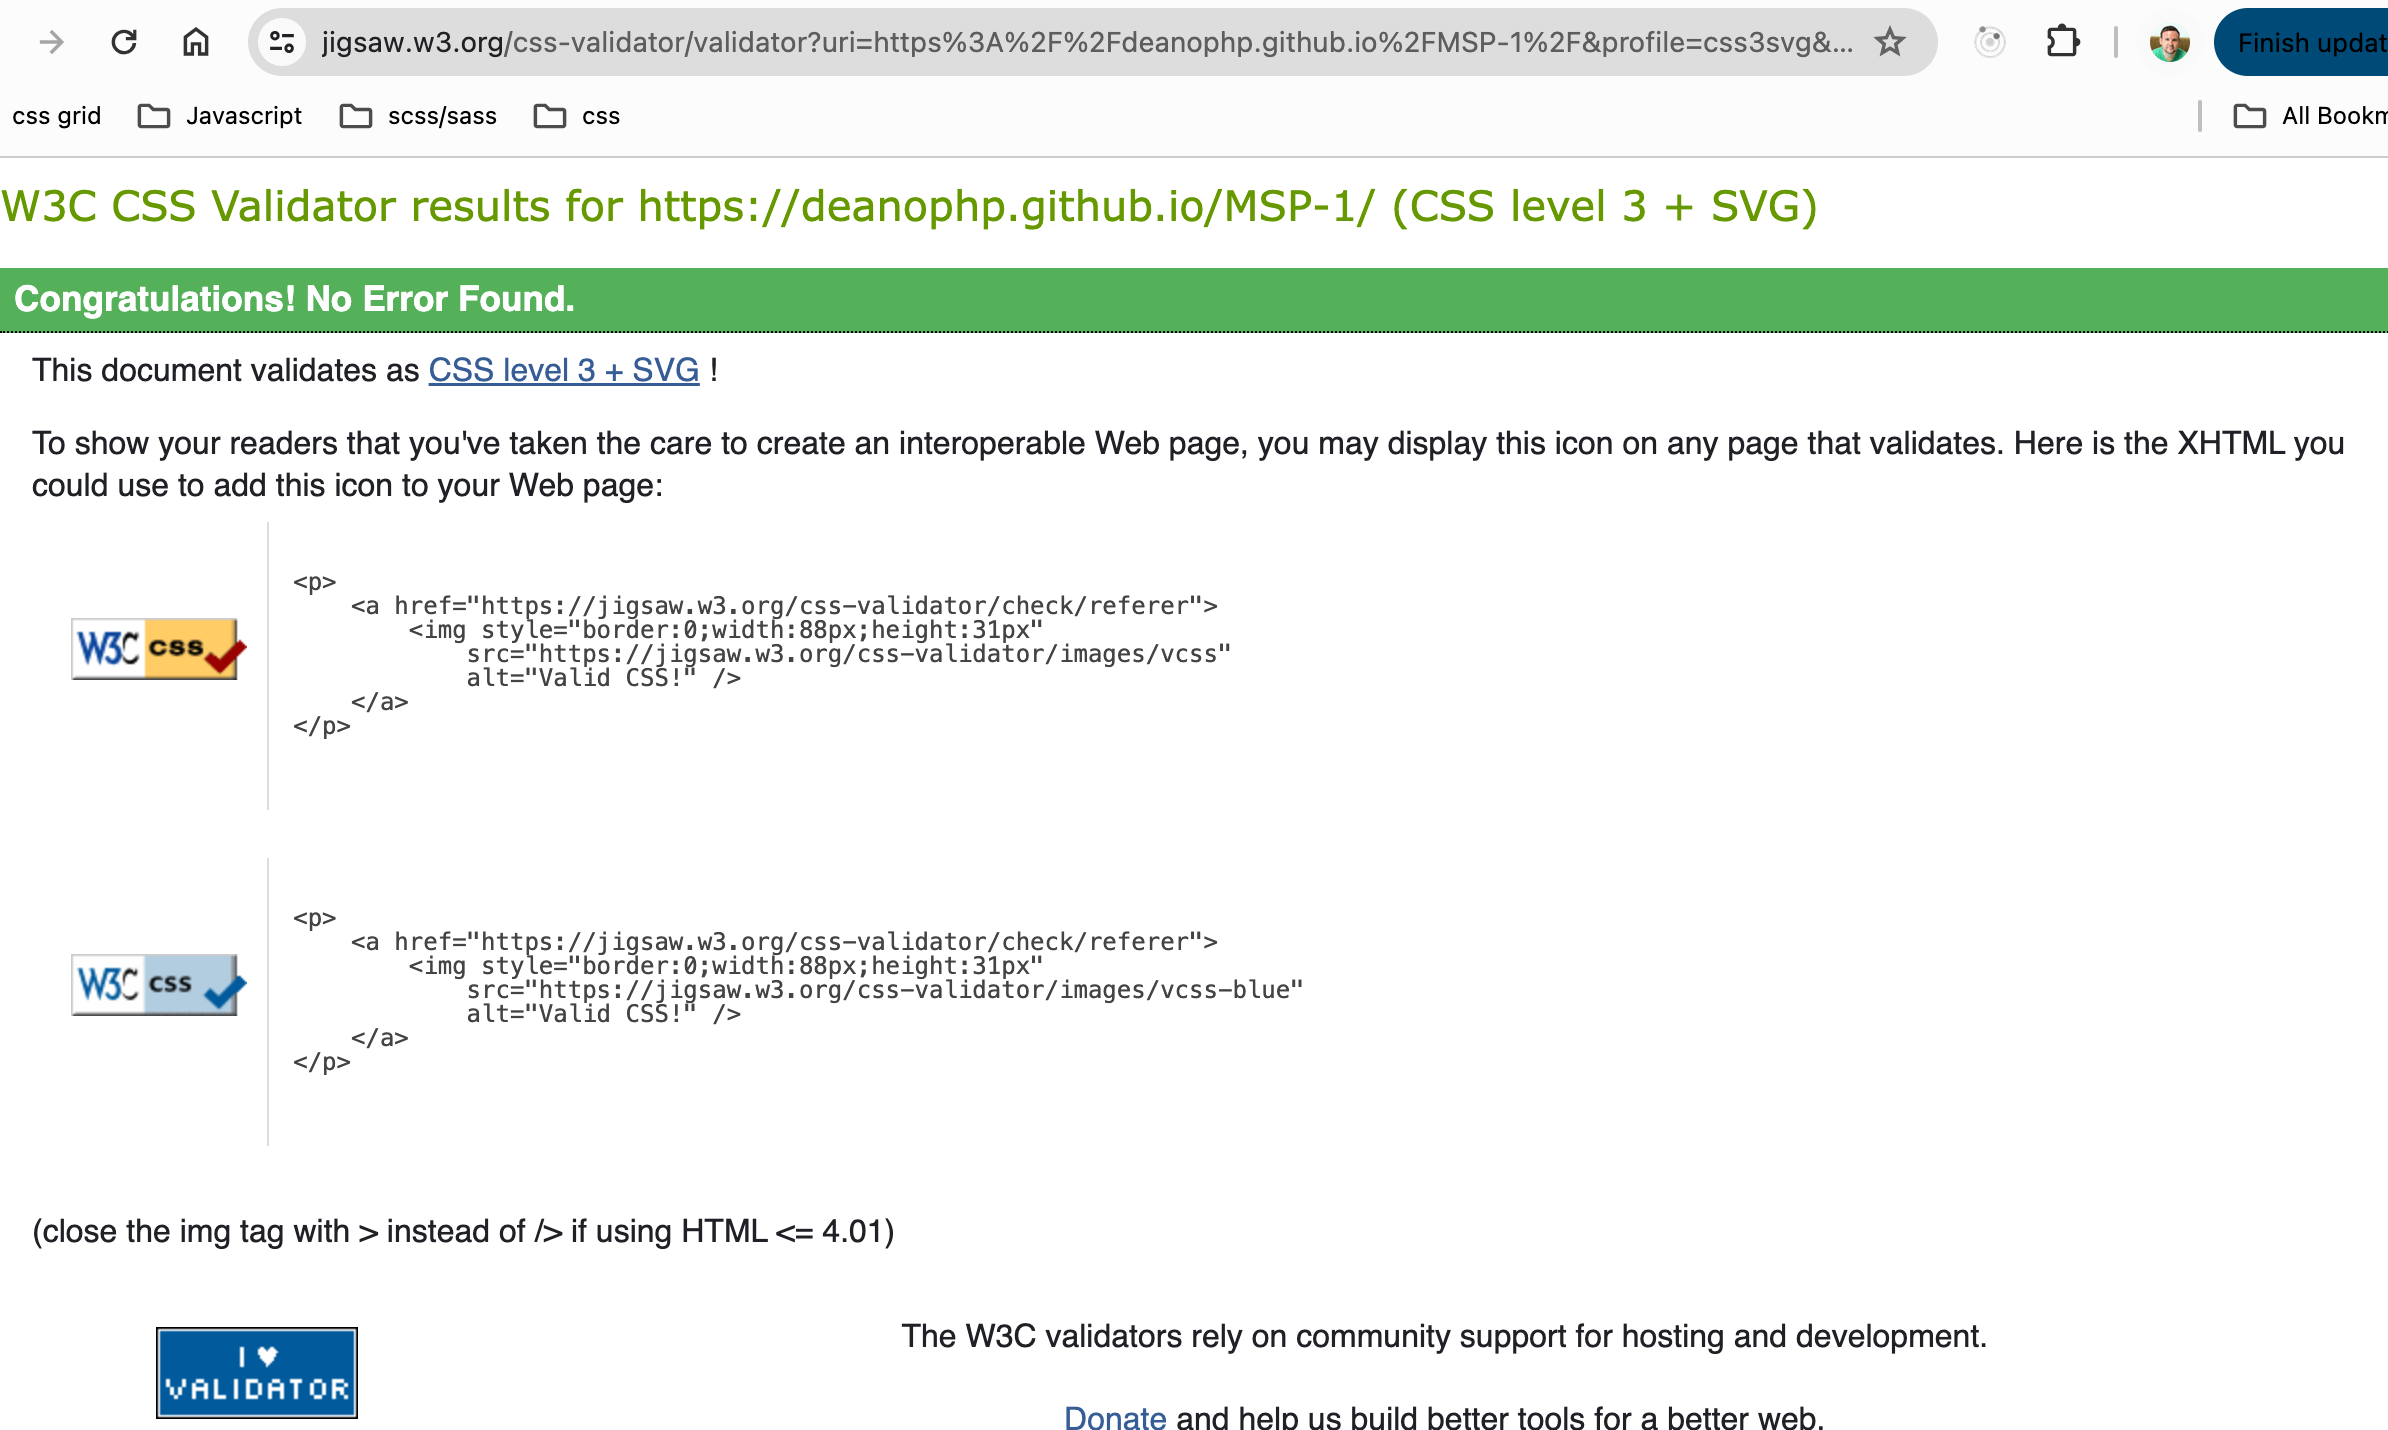 jigsaw.w3.org/css-validator/validator?uri=https%3A%2F%2Fdeanophp.github.io%2FMSP-1%2F&profile=css3svg&...
Finish updat
css grid Javascript scss/sass css All Bookm
W3C CSS Validator results for https://deanophp.github.io/MSP-1/ (CSS level 3 + SVG)
Congratulations! No Error Found.
This document validates as CSS level 3 + SVG !
To show your readers that you've taken the care to create an interoperable Web page, you may display this icon on any page that validates. Here is the XHTML you
could use to add this icon to your Web page:
<p>
<a href="https://jigsaw.w3.org/css-validator/check/referer">
<img style="border:0;width:88px;height:31px"
src="https://jigsaw.w3.org/css-validator/images/vcss"
alt="Valid CSS!" />
</a>
</p>
W3C css
<p>
<a href="https://jigsaw.w3.org/css-validator/check/referer">
<img style="border:0;width:88px;height:31px"
src="https://jigsaw.w3.org/css-validator/images/vcss-blue"
alt="Valid CSS!" />
</a>
</p>
W3C css
(close the img tag with > instead of /> if using HTML <= 4.01)
I ♥
VALIDATOR
The W3C validators rely on community support for hosting and development.
Donate and help us build better tools for a better web.